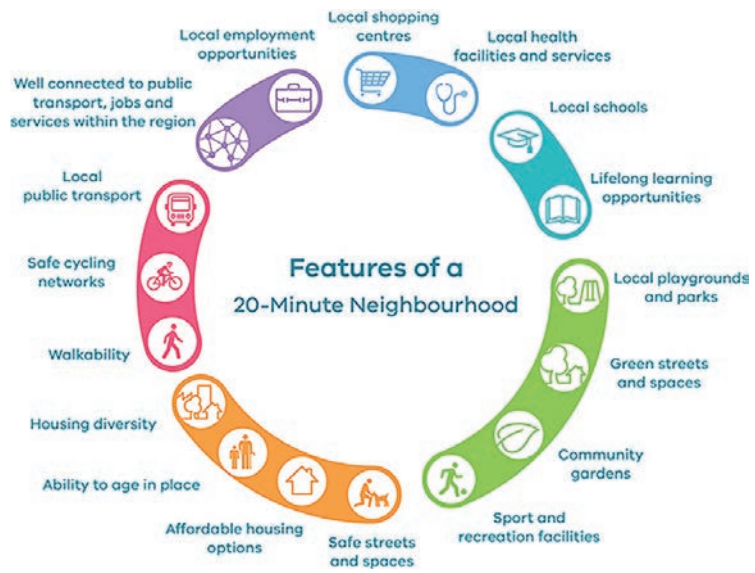 Local shopping
centres
Local health
facilities and services
Local schools
Lifelong learning
opportunities
Local playgrounds
and parks
Green streets
and spaces
Community
gardens
Sport and
recreation facilities
Safe streets
and spaces
Affordable housing
options
Ability to age in place
Housing diversity
Walkability
Safe cycling
networks
Local
public transport
Well connected to public
transport, jobs and
services within the region
Local employment
opportunities
Features of a
20-Minute Neighbourhood